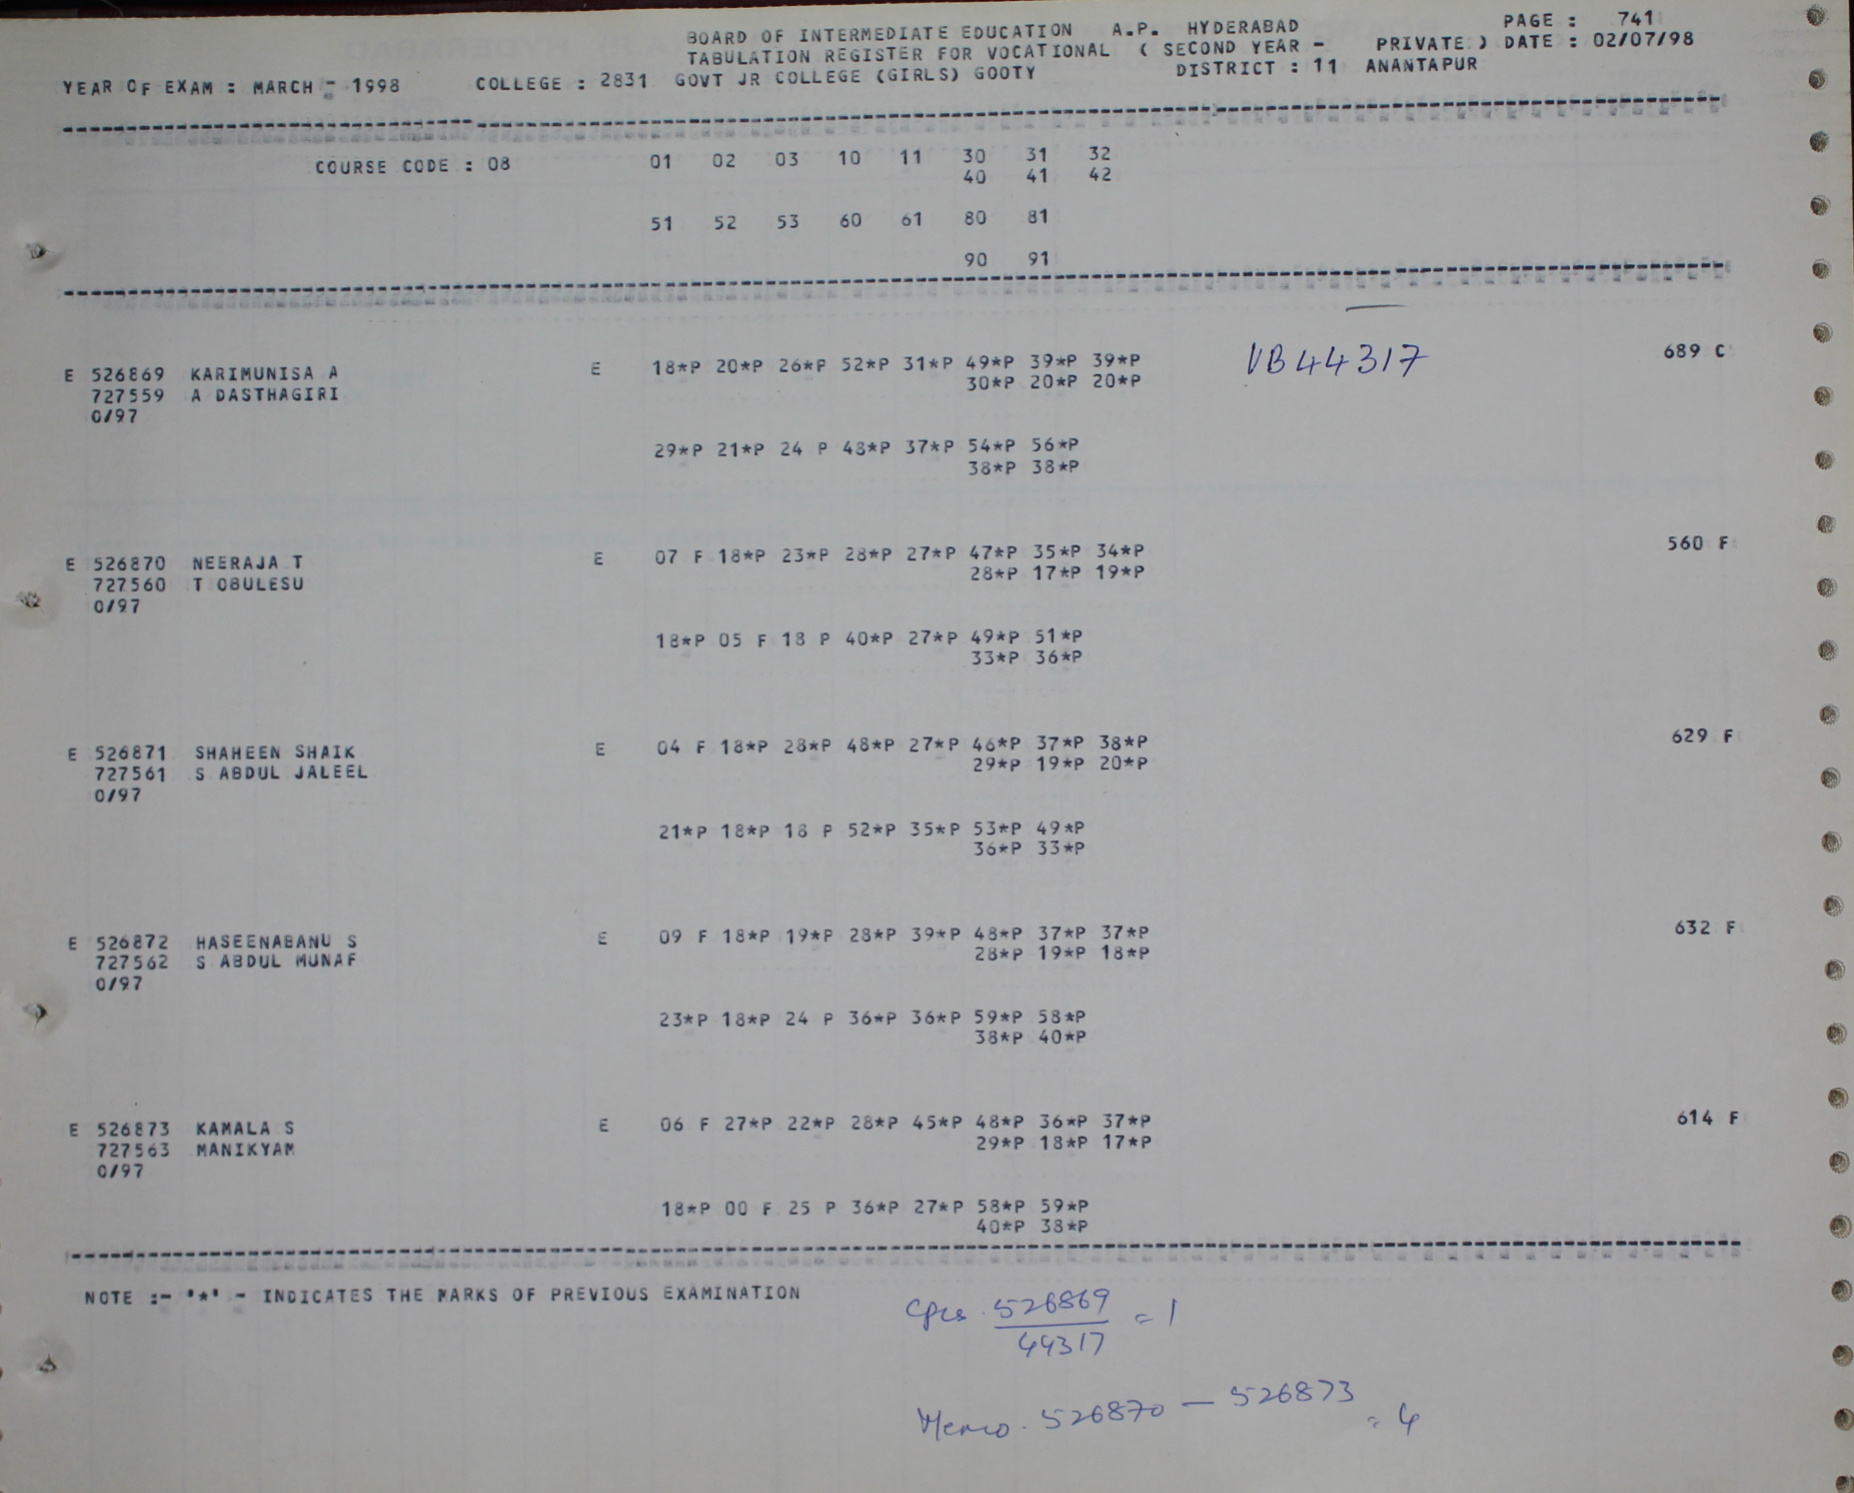 BOARD OF INTERMEDIATE EDUCATION A.P. HYDERABAD PAGE : 741
TABULATION REGISTER FOR VOCATIONAL ( SECOND YEAR - PRIVATE ) DATE : 02/07/98
YEAR OF EXAM : MARCH - 1998 COLLEGE : 2831 GOVT JR COLLEGE (GIRLS) GOOTY DISTRICT : 11 ANANTAPUR
COURSE CODE : 08 01 02 03 10 11 30 31 32
40 41 42
51 52 53 60 61 80 81
90 91
E 526869 KARIMUNISA A E 18*P 20*P 26*P 52*P 31*P 49*P 39*P 39*P VB44317 689 C
727559 A DASTHAGIRI 30*P 20*P 20*P
0/97
29*P 21*P 24 P 48*P 37*P 54*P 56*P
38*P 38*P
E 526870 NEERAJA T E 07 F 18*P 23*P 28*P 27*P 47*P 35*P 34*P 560 F
727560 T OBULESU 28*P 17*P 19*P
0/97
18*P 05 F 18 P 40*P 27*P 49*P 51*P
33*P 36*P
E 526871 SHAHEEN SHAIK E 04 F 18*P 28*P 48*P 27*P 46*P 37*P 38*P 629 F
727561 S ABDUL JALEEL 29*P 19*P 20*P
0/97
21*P 18*P 18 P 52*P 35*P 53*P 49*P
36*P 33*P
E 526872 HASEENABANU S E 09 F 18*P 19*P 28*P 39*P 48*P 37*P 37*P 632 F
727562 S ABDUL MUNAF 28*P 19*P 18*P
0/97
23*P 18*P 24 P 36*P 36*P 59*P 58*P
38*P 40*P
E 526873 KAMALA S E 06 F 27*P 22*P 28*P 45*P 48*P 36*P 37*P 614 F
727563 MANIKYAM 29*P 18*P 17*P
0/97
18*P 00 F 25 P 36*P 27*P 58*P 59*P
40*P 38*P
NOTE :- '*' - INDICATES THE MARKS OF PREVIOUS EXAMINATION
526869 = 1
44317
Memo. 526870 — 526873 = 4